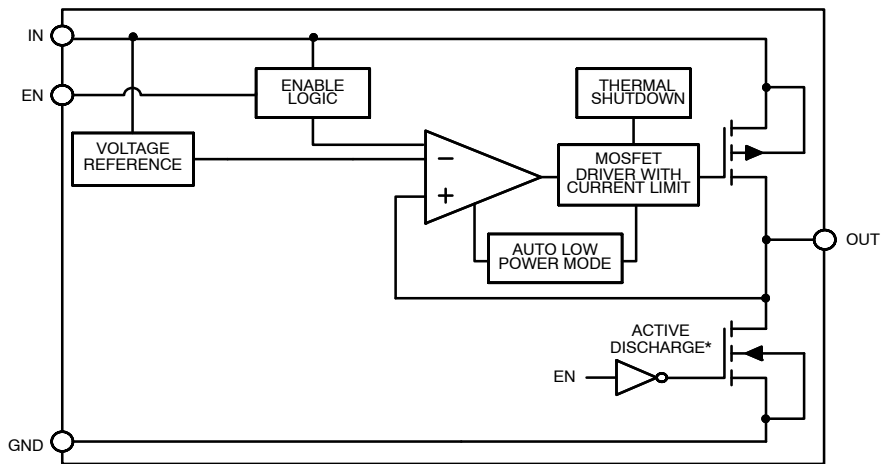 IN
EN
ENABLE
LOGIC
THERMAL
SHUTDOWN
VOLTAGE
REFERENCE
−
+
MOSFET
DRIVER WITH
CURRENT LIMIT
AUTO LOW
POWER MODE
OUT
ACTIVE
DISCHARGE*
EN
GND